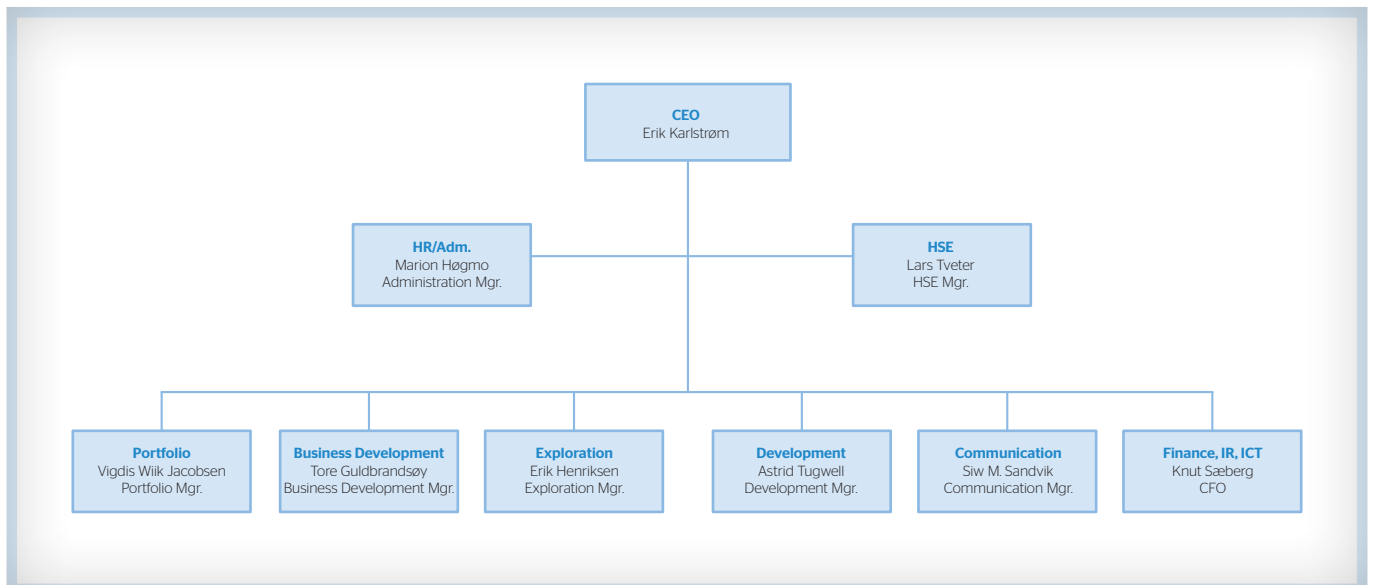 CEO
Erik Karlstrøm
HR/Adm.
Marion Høgmo
Administration Mgr.
HSE
Lars Tveter
HSE Mgr.
Portfolio
Vigdis Wiik Jacobsen
Portfolio Mgr.
Business Development
Tore Guldbrandsøy
Business Development Mgr.
Exploration
Erik Henriksen
Exploration Mgr.
Development
Astrid Tugwell
Development Mgr.
Communication
Siw M. Sandvik
Communication Mgr.
Finance, IR, ICT
Knut Sæberg
CFO